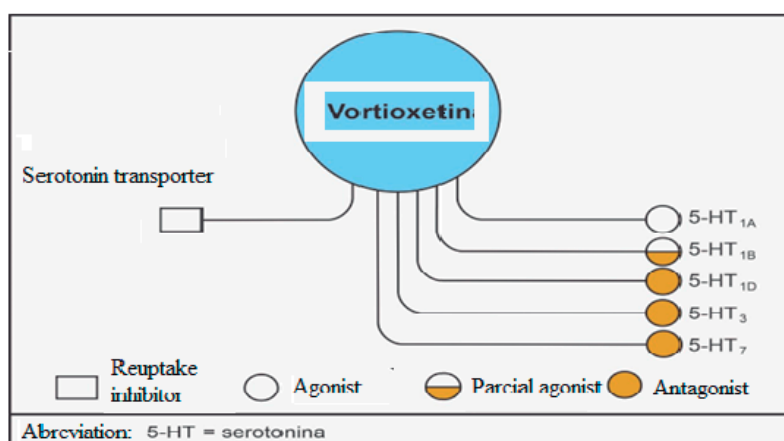 Vortioxetina
Serotonin transporter
5-HT1A
5-HT1B
5-HT1D
5-HT3
5-HT7
Reuptake
inhibitor
Agonist
Parcial agonist
Antagonist
Abreviation: 5-HT = serotonina